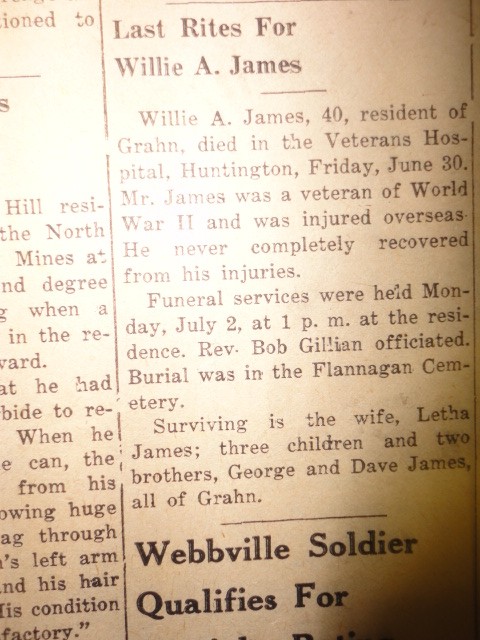 tioned to
s
Hill resi-
the North
Mines at
nd degree
g when a
in the re-
ward.
at he had
bide to re-
When he
e can, the
from his
owing huge
ag through
n's left arm
and his hair
His condition
factory."
Last Rites For
Willie A. James
Willie A. James, 40, resident of
Grahn, died in the Veterans Hos-
pital, Huntington, Friday, June 30.
Mr. James was a veteran of World
War II and was injured overseas
He never completely recovered
from his injuries.
Funeral services were held Mon-
day, July 2, at 1 p. m. at the resi-
dence. Rev. Bob Gillian officiated.
Burial was in the Flannagan Cem-
etery.
Surviving is the wife, Letha
James; three children and two
brothers, George and Dave James,
all of Grahn.
Webbville Soldier
Qualifies For